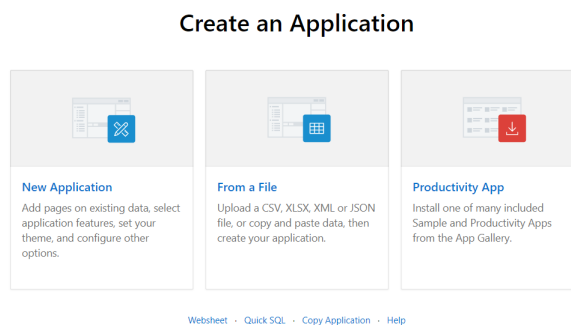 Create an Application
New Application
Add pages on existing data, select
application features, set your
theme, and configure other
options.
From a File
Upload a CSV, XLSX, XML or JSON
file, or copy and paste data, then
create your application.
Productivity App
Install one of many included
Sample and Productivity Apps
from the App Gallery.
Websheet · Quick SQL · Copy Application · Help